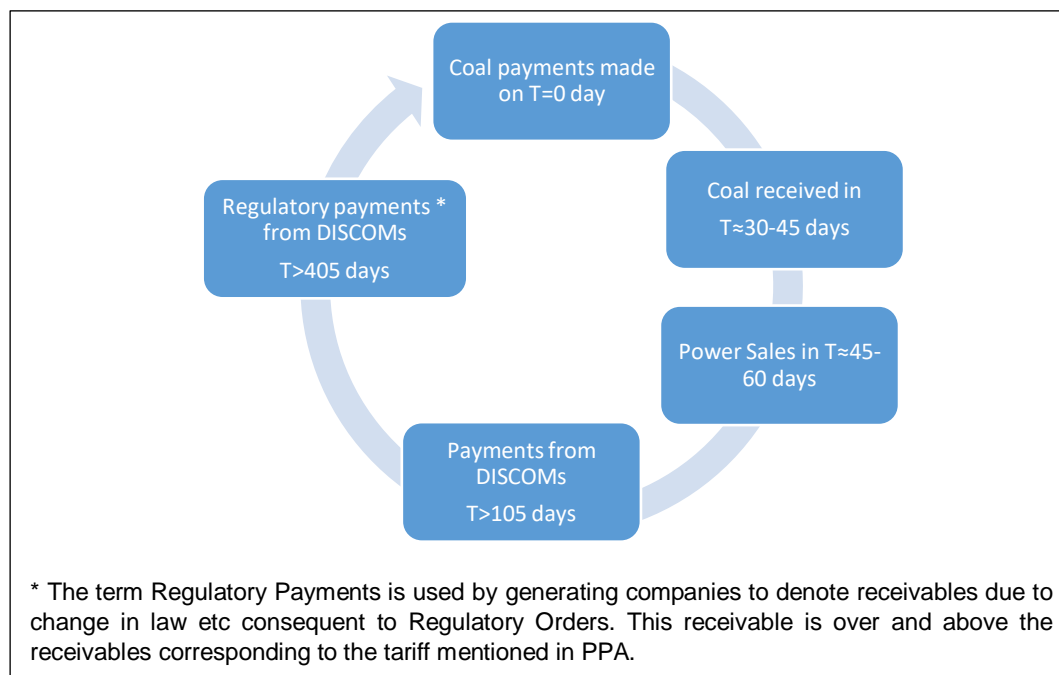 Coal payments made
on T=0 day
Coal received in
T≈30-45 days
Power Sales in T≈45-
60 days
Payments from
DISCOMs
T>105 days
Regulatory payments *
from DISCOMs
T>405 days
* The term Regulatory Payments is used by generating companies to denote receivables due to
change in law etc consequent to Regulatory Orders. This receivable is over and above the
receivables corresponding to the tariff mentioned in PPA.